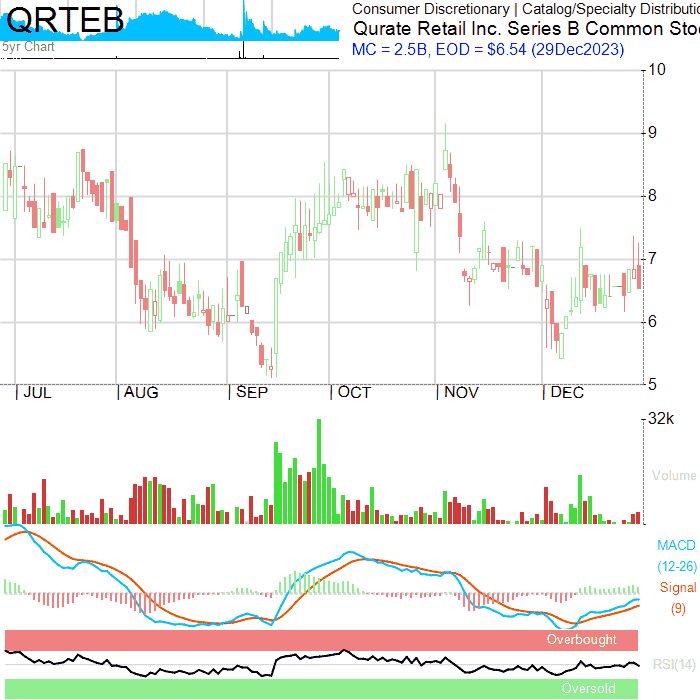 QRTEB
5yr Chart
Consumer Discretionary | Catalog/Specialty Distributio
Qurate Retail Inc. Series B Common Sto
MC = 2.5B, EOD = $6.54 (29Dec2023)
10
9
8
7
6
5
| JUL | AUG | SEP | OCT | NOV | DEC
32k
Volume
MACD
(12-26)
Signal
(9)
Overbought
RSI(14)
Oversold